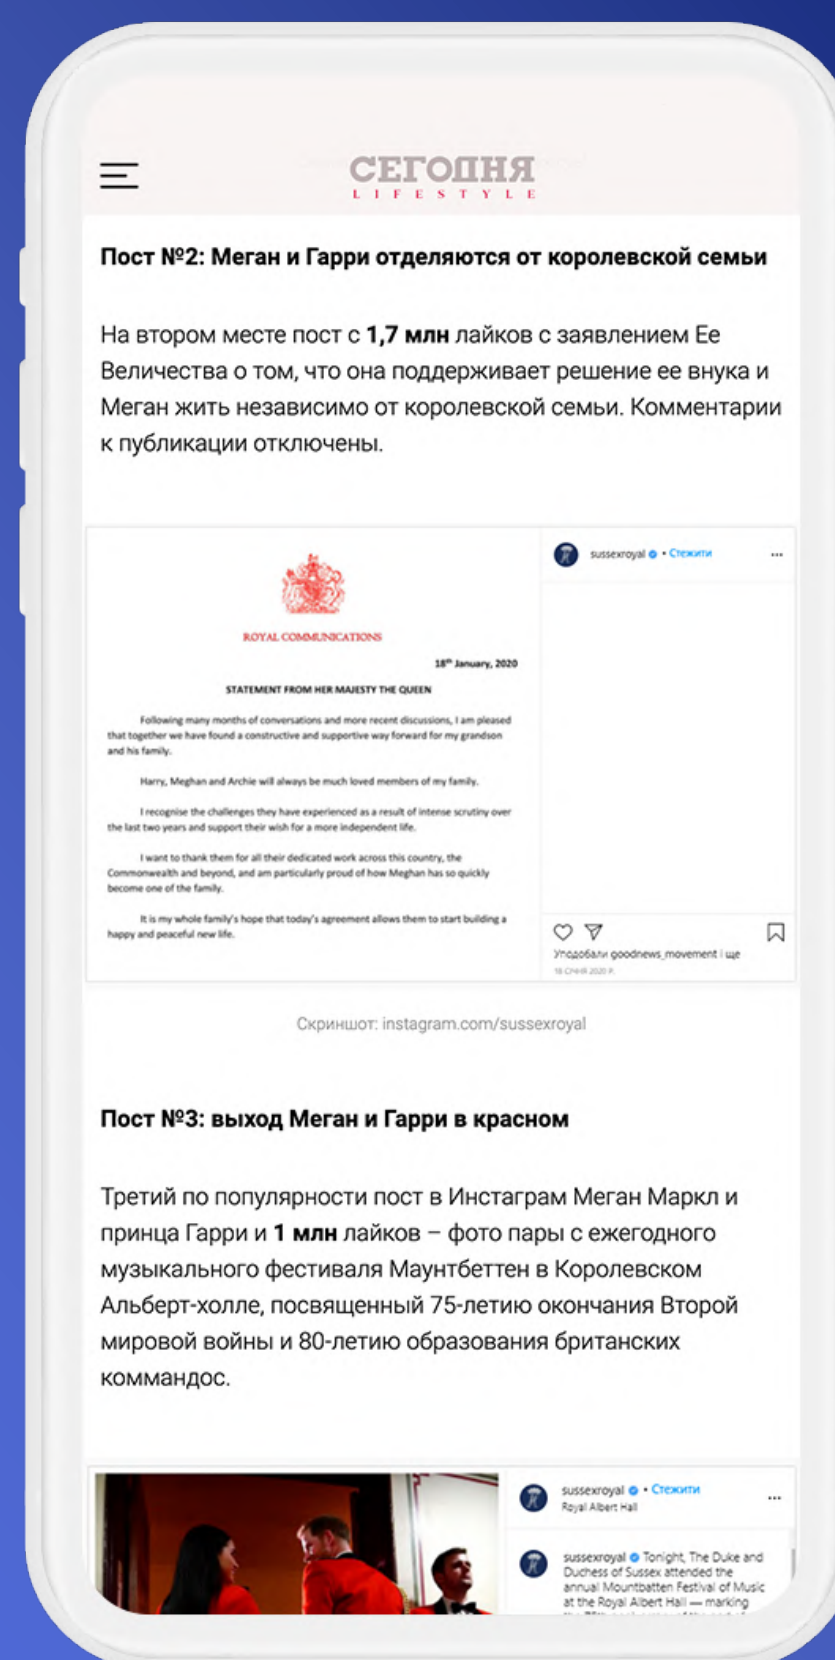 СЕГОДНЯ
LIFESTYLE
Пост №2: Меган и Гарри отделяются от королевской семьи
На втором месте пост с 1,7 млн лайков с заявлением Ее
Величества о том, что она поддерживает решение ее внука и
Меган жить независимо от королевской семьи. Комментарии
к публикации отключены.
ROYAL COMMUNICATIONS
18th January, 2020
STATEMENT FROM HER MAJESTY THE QUEEN
Following many months of conversations and more recent discussions, I am pleased
that together we have found a constructive and supportive way forward for my grandson
and his family.
Harry, Meghan and Archie will always be much loved members of my family.
I recognise the challenges they have experienced as a result of intense scrutiny over
the last two years and support their wish for a more independent life.
I want to thank them for all their dedicated work across this country, the
Commonwealth and beyond, and am particularly proud of how Meghan has so quickly
become one of the family.
It is my whole family's hope that today's agreement allows them to start building a
happy and peaceful new life.
sussexroyal • Стежити
Уподобали goodnews_movement і ще
18 СІЧНЯ 2020 Р.
Скриншот: instagram.com/sussexroyal
Пост №3: выход Меган и Гарри в красном
Третий по популярности пост в Инстаграм Меган Маркл и
принца Гарри и 1 млн лайков – фото пары с ежегодного
музыкального фестиваля Маунтбеттен в Королевском
Альберт-холле, посвященный 75-летию окончания Второй
мировой войны и 80-летию образования британских
коммандос.
sussexroyal • Стежити
Royal Albert Hall
sussexroyal Tonight, The Duke and
Duchess of Sussex attended the
annual Mountbatten Festival of Music
at the Royal Albert Hall — marking